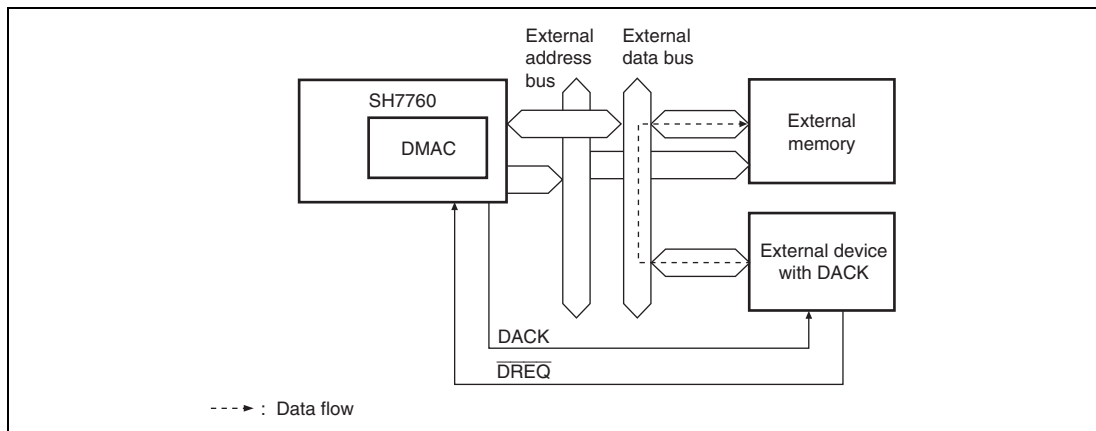 External
address
bus
External
data bus
SH7760
DMAC
External
memory
External device
with DACK
DACK
DREQ
: Data flow